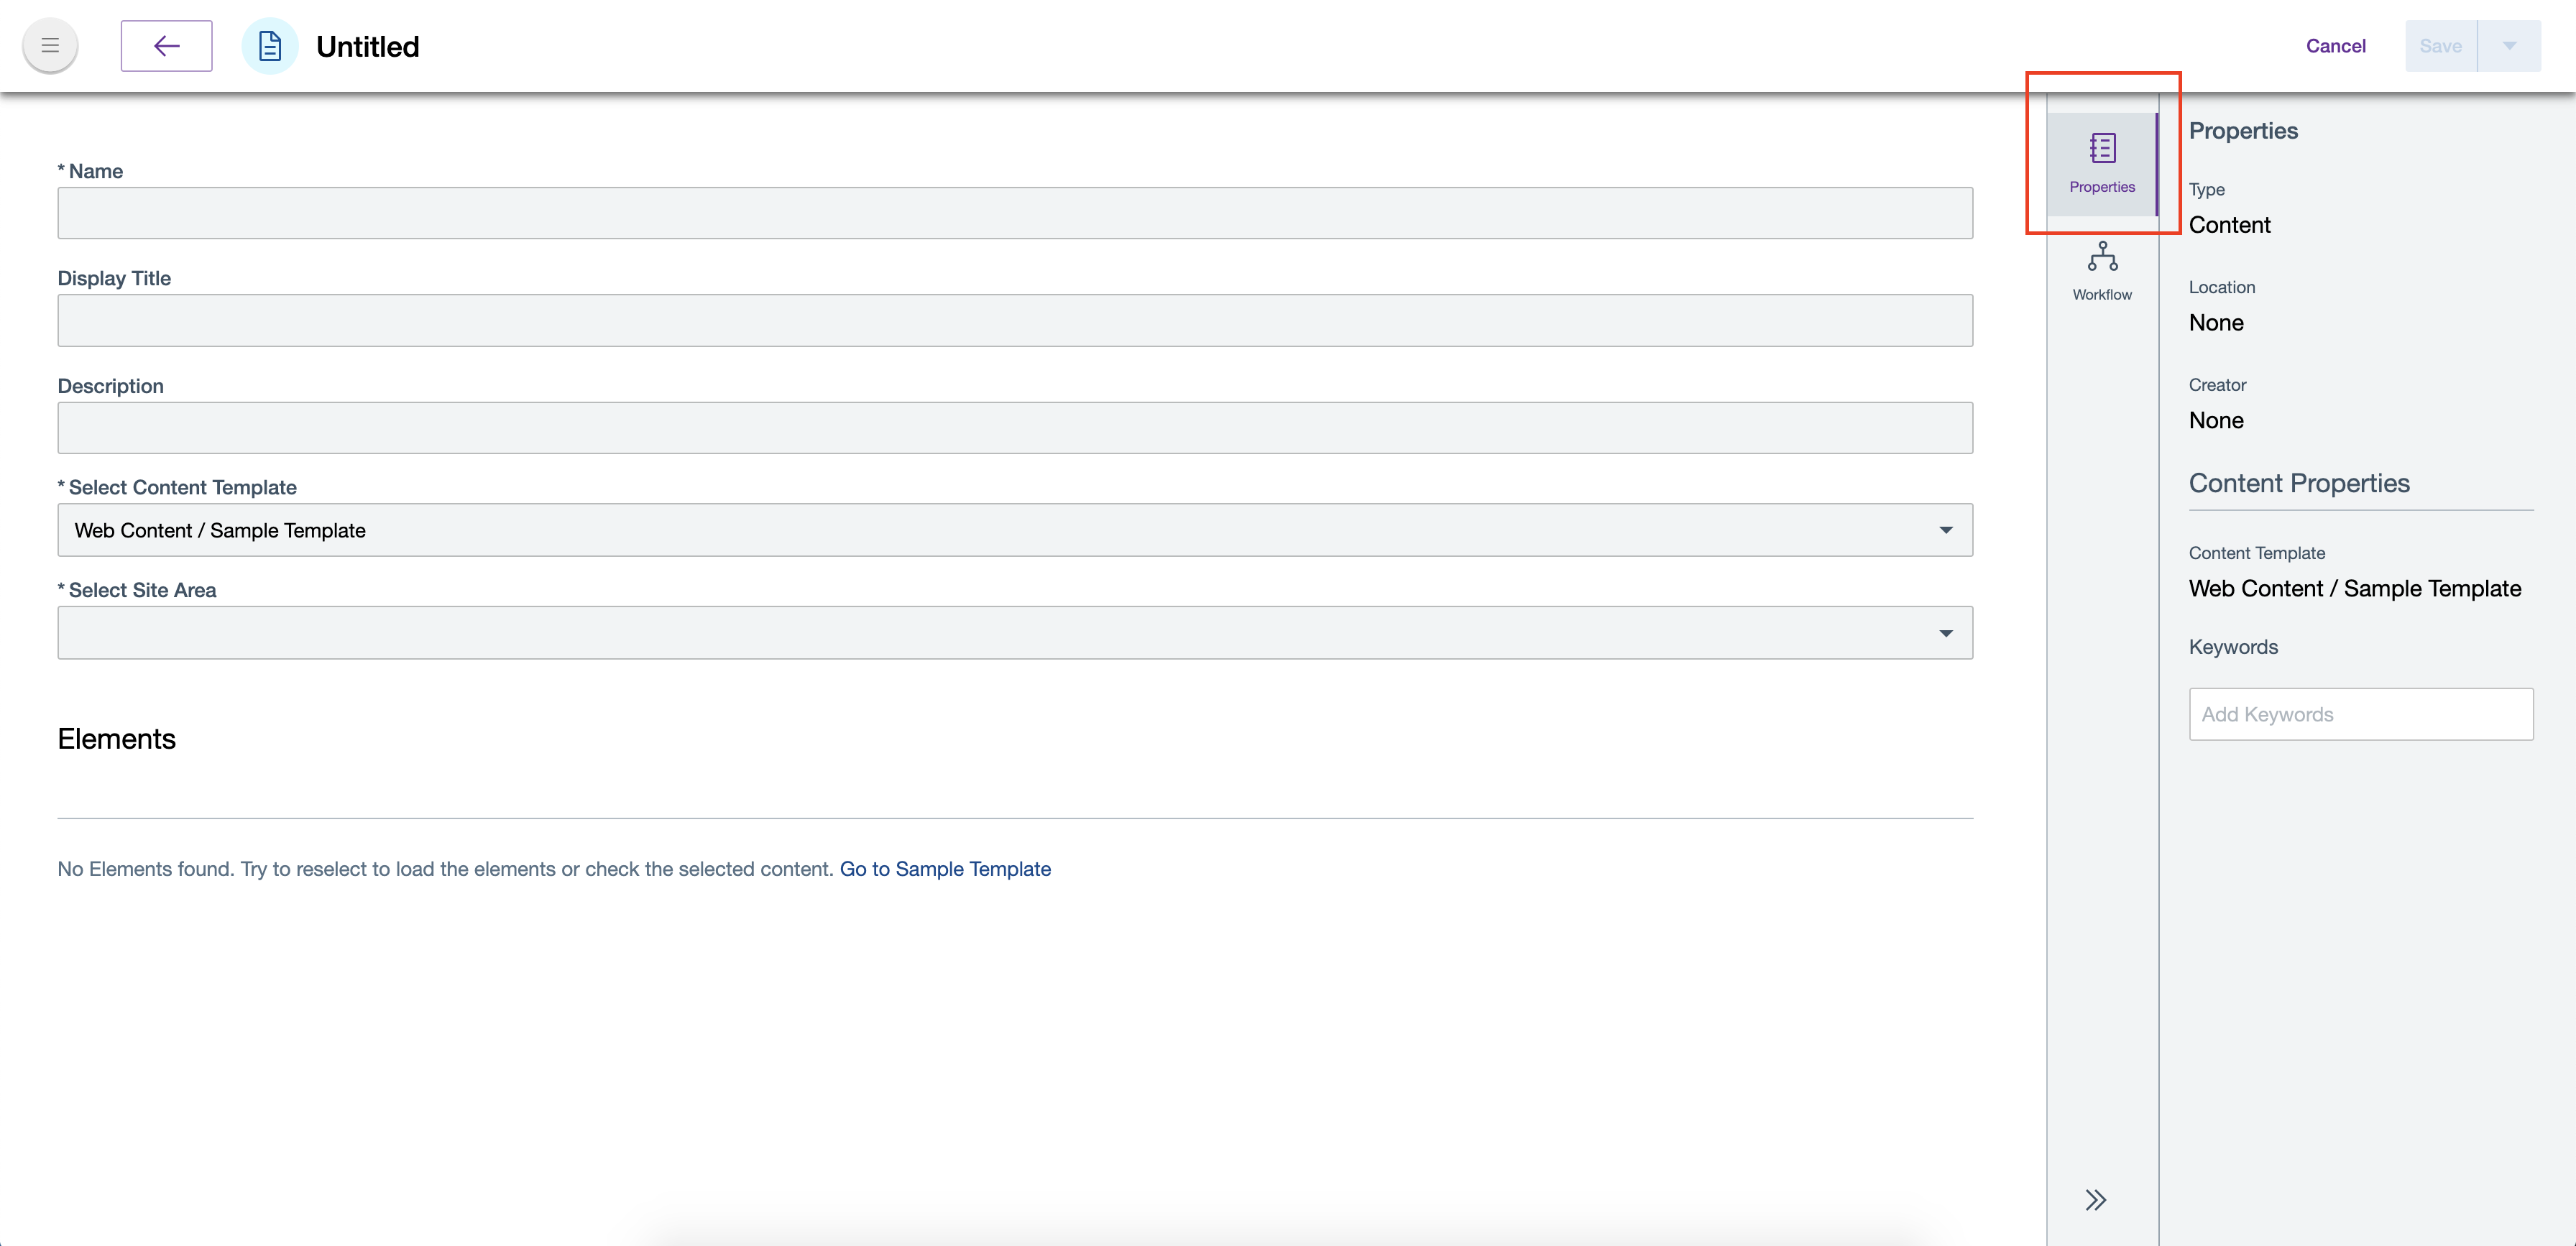 Untitled
Cancel
Save
* Name
Display Title
Description
* Select Content Template
Web Content / Sample Template
* Select Site Area
Elements
No Elements found. Try to reselect to load the elements or check the selected content. Go to Sample Template
Properties
Workflow
Properties
Type
Content
Location
None
Creator
None
Content Properties
Content Template
Web Content / Sample Template
Keywords
Add Keywords